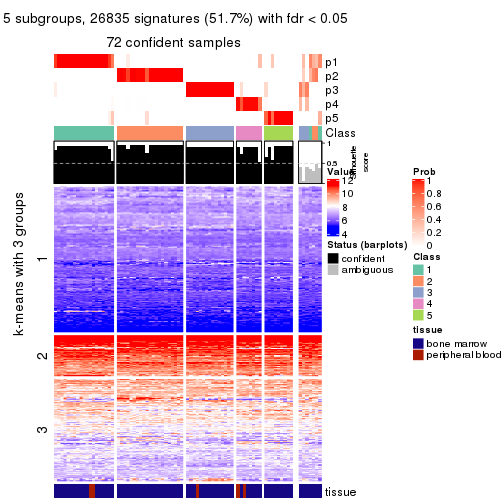 5 subgroups, 26835 signatures (51.7%) with fdr < 0.05
72 confident samples
p1
p2
p3
p4
p5
Class
1
0.5
0
silhouette
score
k-means with 3 groups
1
2
3
tissue
Value
12
10
8
6
4
Status (barplots)
confident
ambiguous
Prob
1
0.8
0.6
0.4
0.2
0
Class
1
2
3
4
5
tissue
bone marrow
peripheral blood